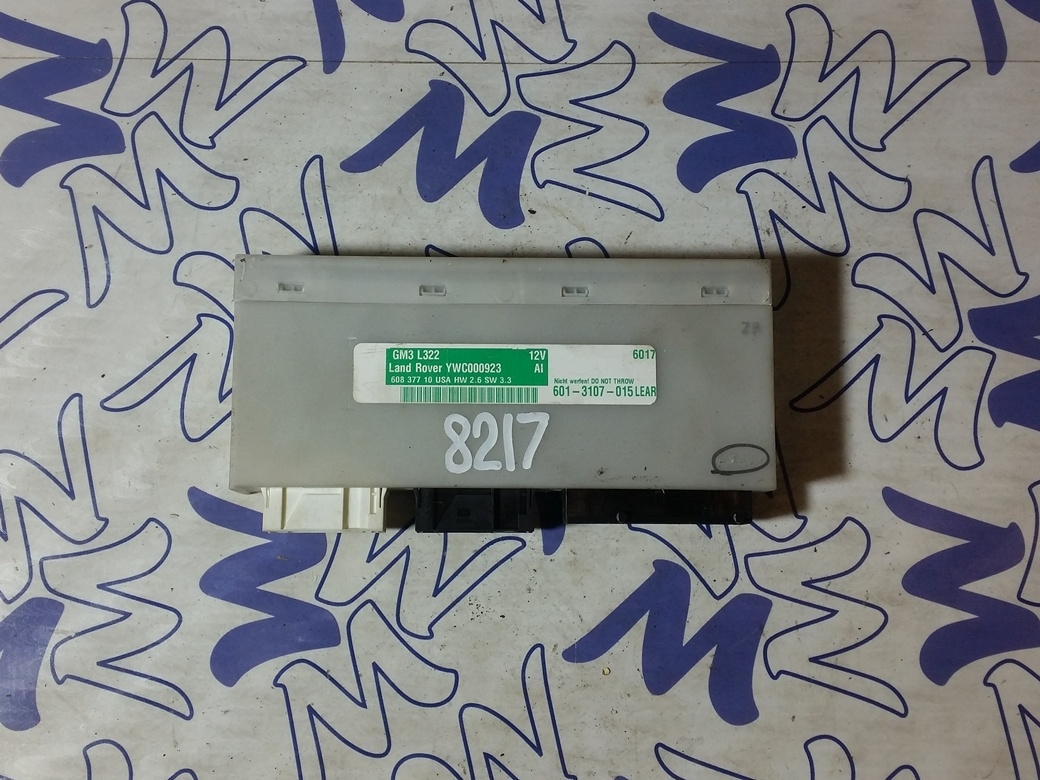 GM3 L322 12V
Land Rover YWC000923 AI
608 377 10 USA HW 2.6 SW 3.3
6017
Nicht werfen! DO NOT THROW
601-3107-015 LEAR
8217